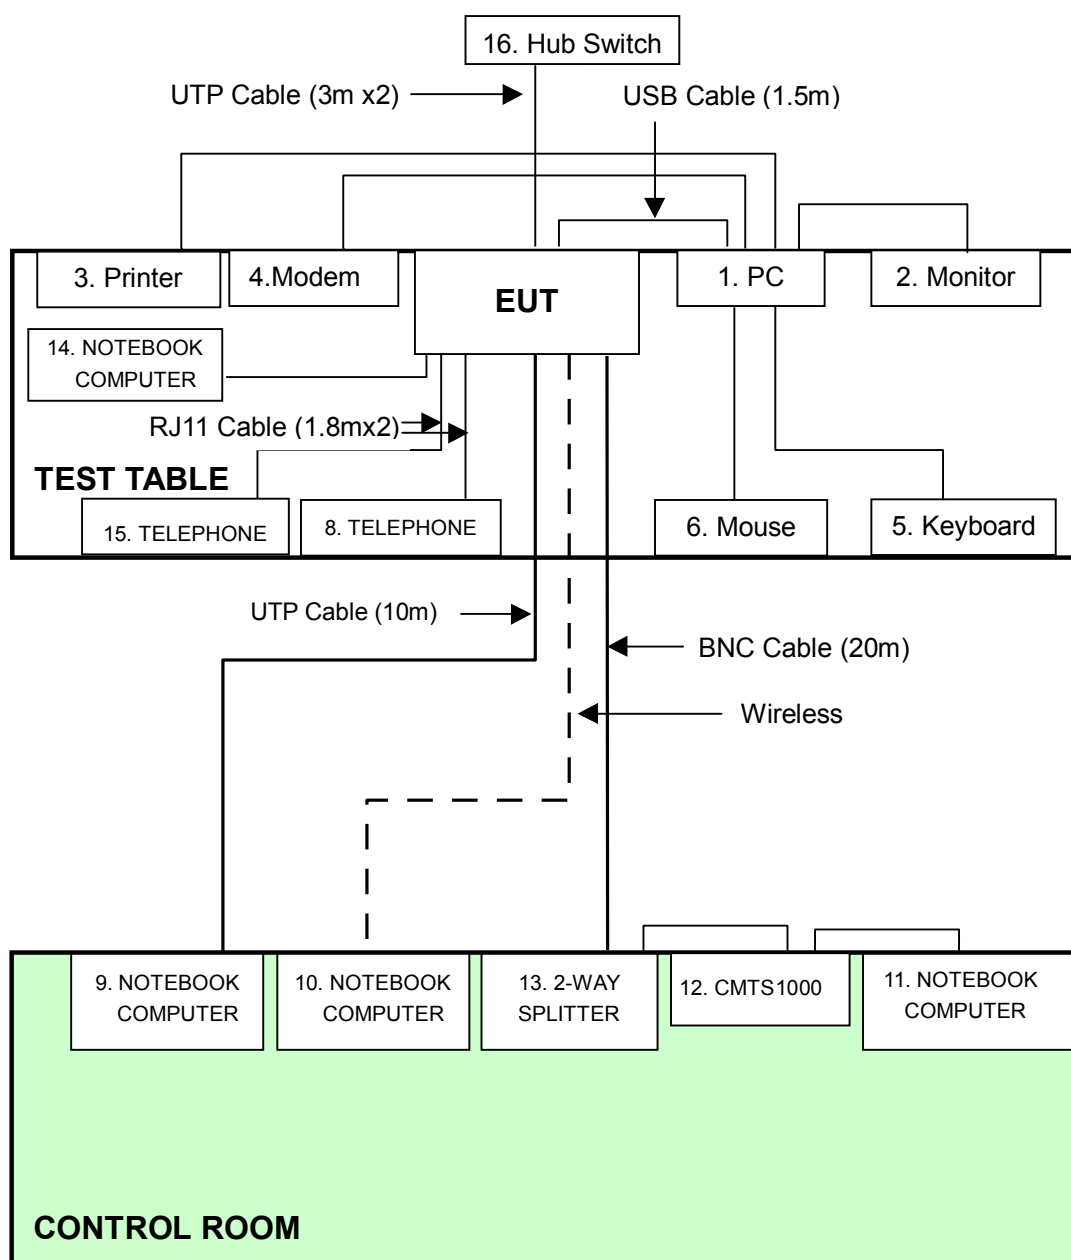 16. Hub Switch
UTP Cable (3m x2)
USB Cable (1.5m)
3. Printer
4.Modem
EUT
1. PC
2. Monitor
14. NOTEBOOK
COMPUTER
RJ11 Cable (1.8mx2)
TEST TABLE
15. TELEPHONE
8. TELEPHONE
6. Mouse
5. Keyboard
UTP Cable (10m)
BNC Cable (20m)
Wireless
9. NOTEBOOK
COMPUTER
10. NOTEBOOK
COMPUTER
13. 2-WAY
SPLITTER
12. CMTS1000
11. NOTEBOOK
COMPUTER
CONTROL ROOM